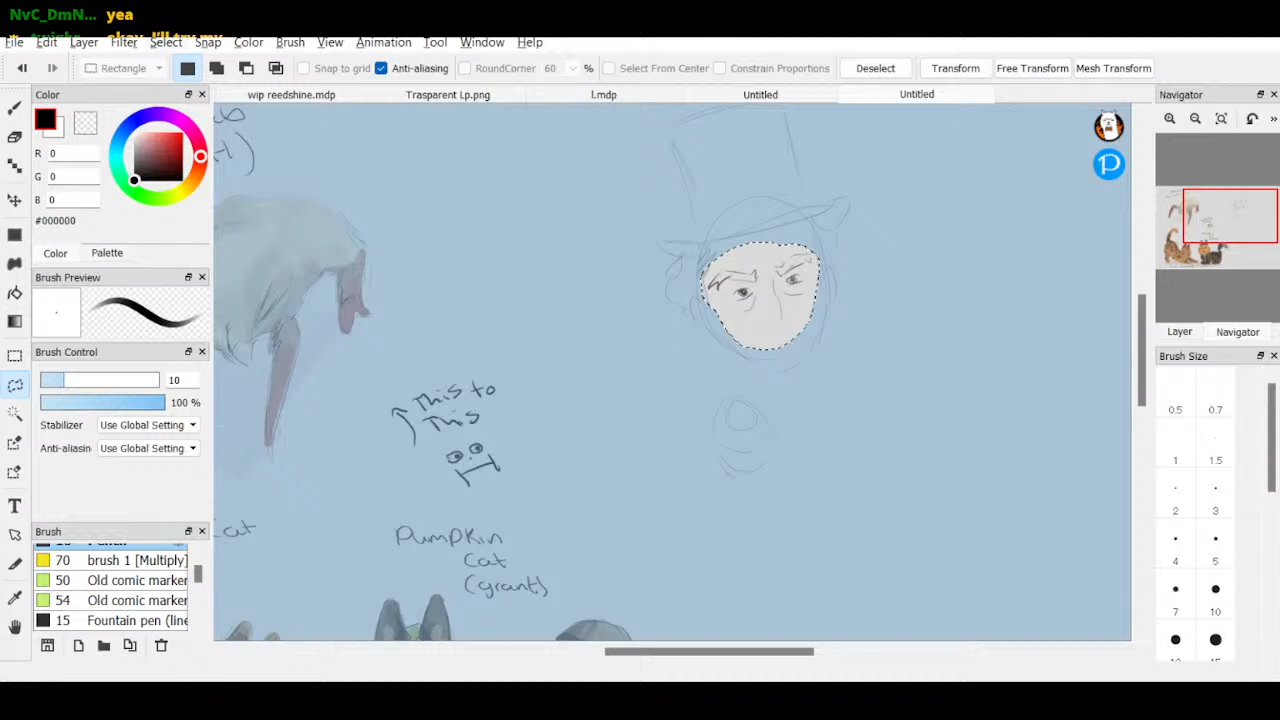 NvC_DmN... yea
okay, I'll try my
File Edit Layer Filter Select Snap Color Brush View Animation Tool Window Help
Rectangle Snap to grid Anti-aliasing RoundCorner 60 % Select From Center Constrain Proportions Deselect Transform Free Transform Mesh Transform
Color
wip reedshine.mdp Trasparent Lp.png l.mdp Untitled Untitled
Navigator
R 0
G 0
B 0
#000000
Color Palette
Brush Preview
Brush Control
10
100 %
Stabilizer Use Global Setting
Anti-aliasin Use Global Setting
Brush
70 brush 1 [Multiply]
50 Old comic marker
54 Old comic marker
15 Fountain pen (line
This to
This
cat
Pumpkin
Cat
(grant)
P
Layer Navigator
Brush Size
0.5 0.7
1 1.5
2 3
4 5
7 10